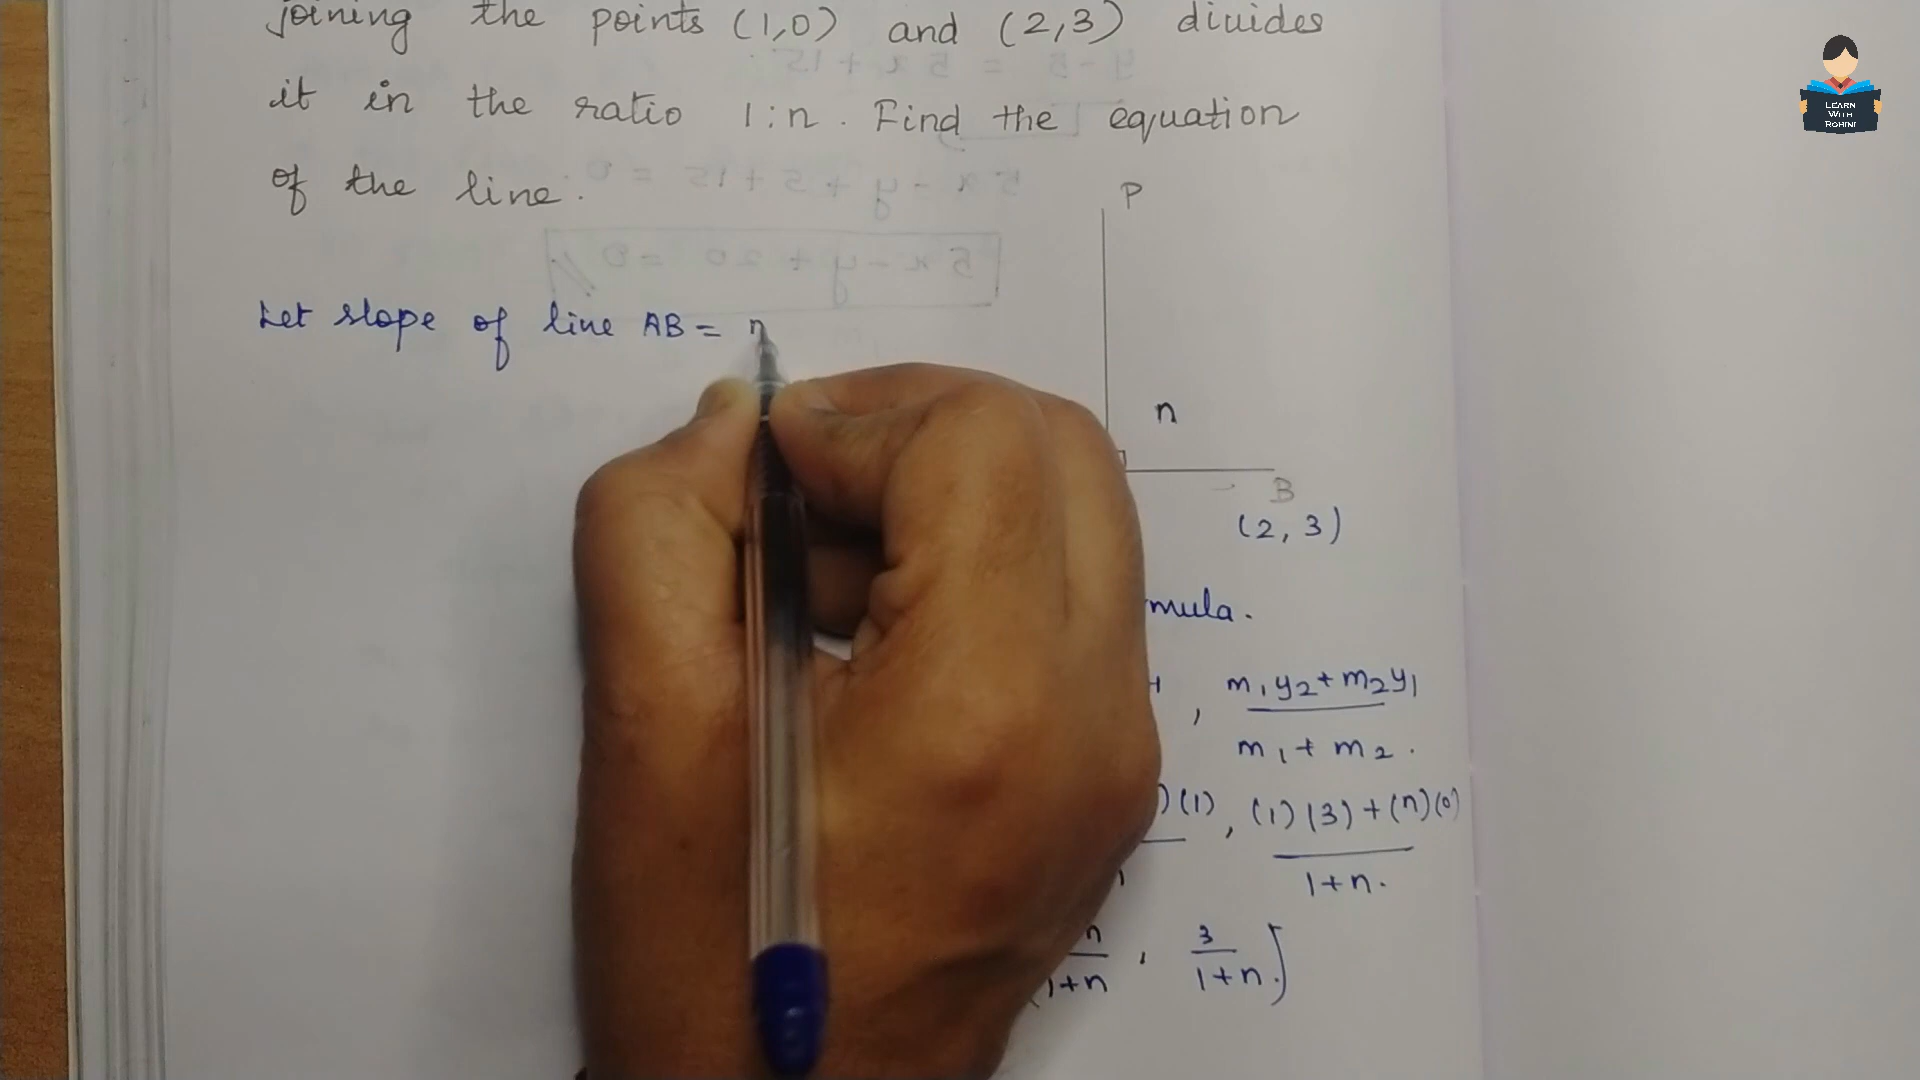 joining the points (1,0) and (2,3) divides
it in the ratio 1:n. Find the equation
of the line.
P
Let slope of line AB =
n
B
(2, 3)
mula.
, m₁y₂+m₂y₁
m₁ + m₂.
)(1) , (1)(3)+(n)(0)
1+n.
n , 3
1+n 1+n.]
LEARN
WITH
ROHINI